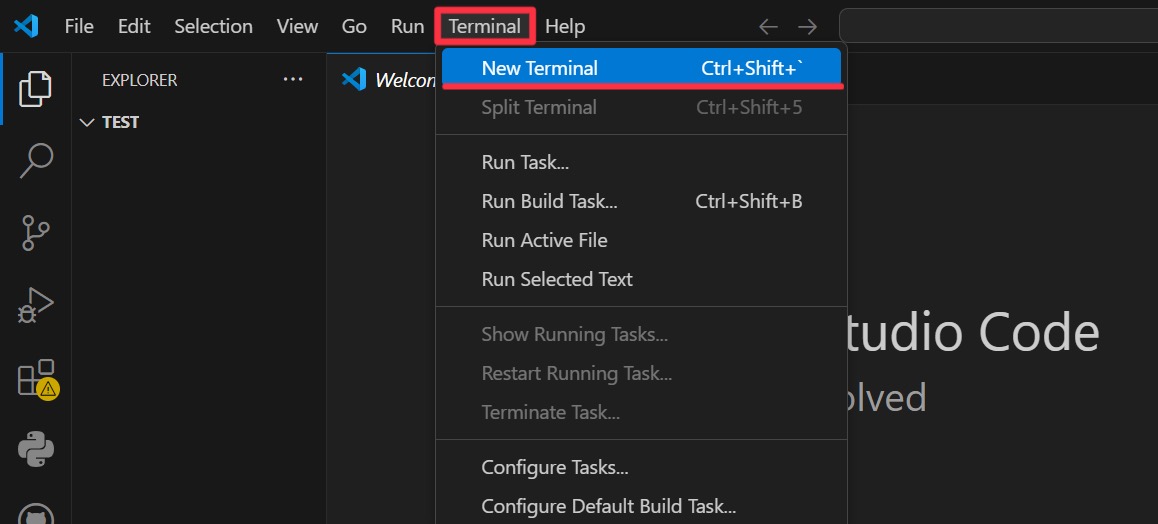 File Edit Selection View Go Run Terminal Help
EXPLORER ...
TEST
Welcom
New Terminal Ctrl+Shift+`
Split Terminal Ctrl+Shift+5
Run Task...
Run Build Task... Ctrl+Shift+B
Run Active File
Run Selected Text
Show Running Tasks...
Restart Running Task...
Terminate Task...
Configure Tasks...
Configure Default Build Task...
tudio Code
olved